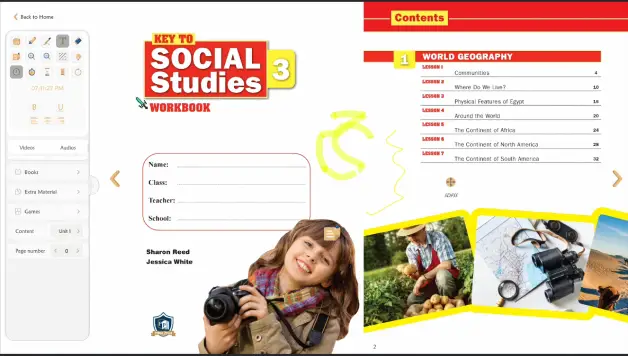 Back to Home
Videos
Audios
Books
Extra Material
Games
Content
Unit 1
Page number
0
KEY TO
SOCIAL
Studies 3
WORKBOOK
Name:
Class:
Teacher:
School:
Sharon Reed
Jessica White
Contents
1 WORLD GEOGRAPHY
LESSON 1
Communities 4
LESSON 2
Where Do We Live? 10
LESSON 3
Physical Features of Egypt 16
LESSON 4
Around the World 20
LESSON 5
The Continent of Africa 24
LESSON 6
The Continent of North America 28
LESSON 7
The Continent of South America 32
2